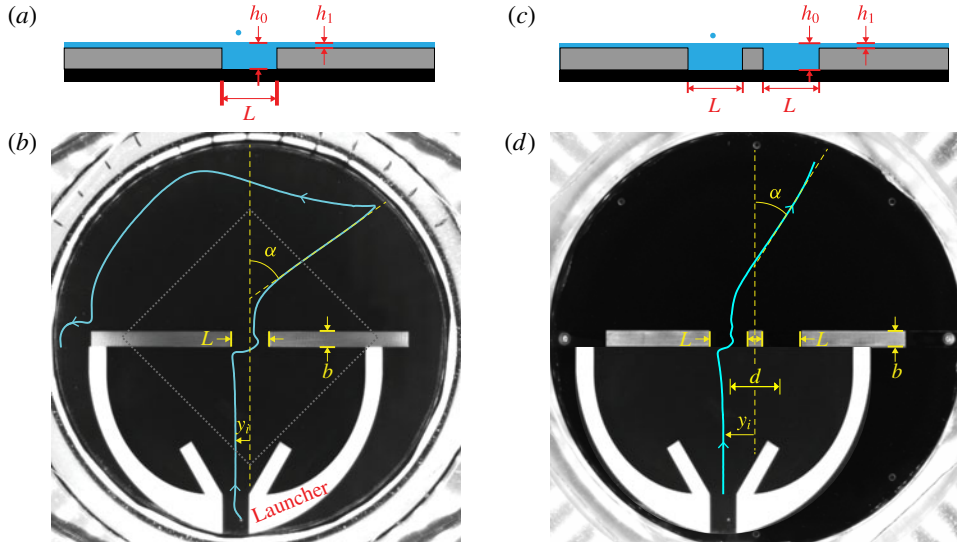 (a)
h₀
h₁
L
(c)
h₀
h₁
L
L
(b)
α
L
b
yᵢ
Launcher
(d)
α
L
L
b
d
yᵢ